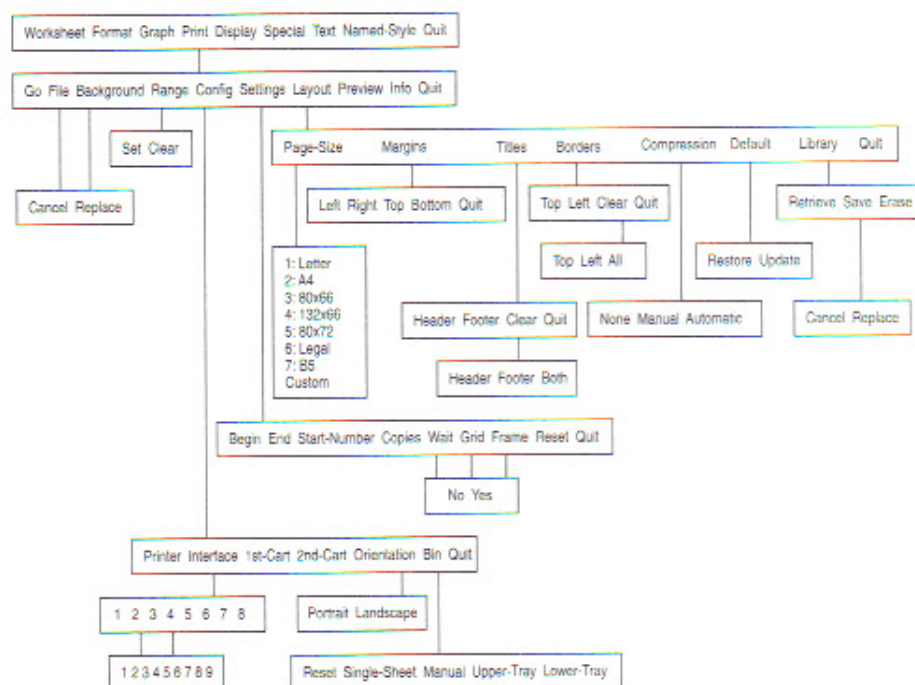 Worksheet Format Graph Print Display Special Text Named-Style Quit
Go File Background Range Config Settings Layout Preview Info Quit
Set Clear
Page-Size Margins Titles Borders Compression Default Library Quit
Cancel Replace
Left Right Top Bottom Quit
Top Left Clear Quit
Retrieve Save Erase
Top Left All
Restore Update
1: Letter
2: A4
3: 80x66
4: 132x66
5: 80x72
6: Legal
7: B5
Custom
Header Footer Clear Quit
None Manual Automatic
Cancel Replace
Header Footer Both
Begin End Start-Number Copies Wait Grid Frame Reset Quit
No Yes
Printer Interface 1st-Cart 2nd-Cart Orientation Bin Quit
1 2 3 4 5 6 7 8
Portrait Landscape
1 2 3 4 5 6 7 8 9
Reset Single-Sheet Manual Upper-Tray Lower-Tray